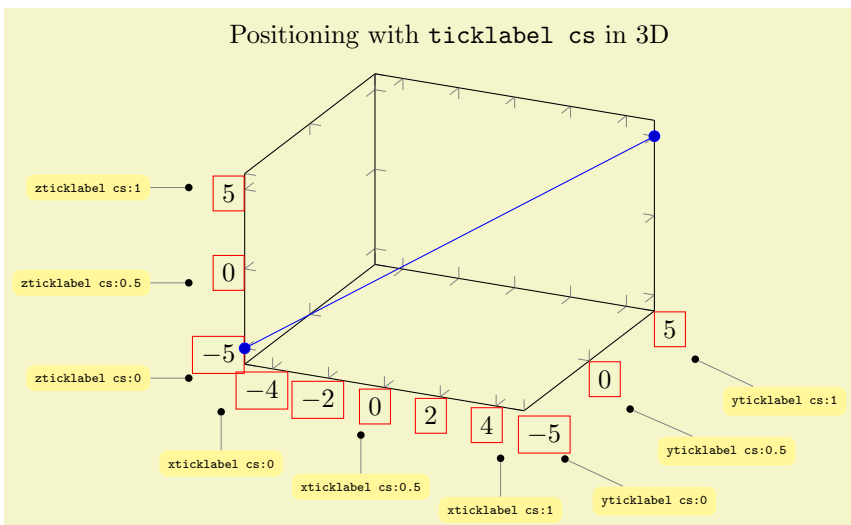 Positioning with ticklabel cs in 3D
zticklabel cs:1
5
zticklabel cs:0.5
0
zticklabel cs:0
−5
−4
−2
0
2
4
−5
0
5
xticklabel cs:0
xticklabel cs:0.5
xticklabel cs:1
yticklabel cs:0
yticklabel cs:0.5
yticklabel cs:1